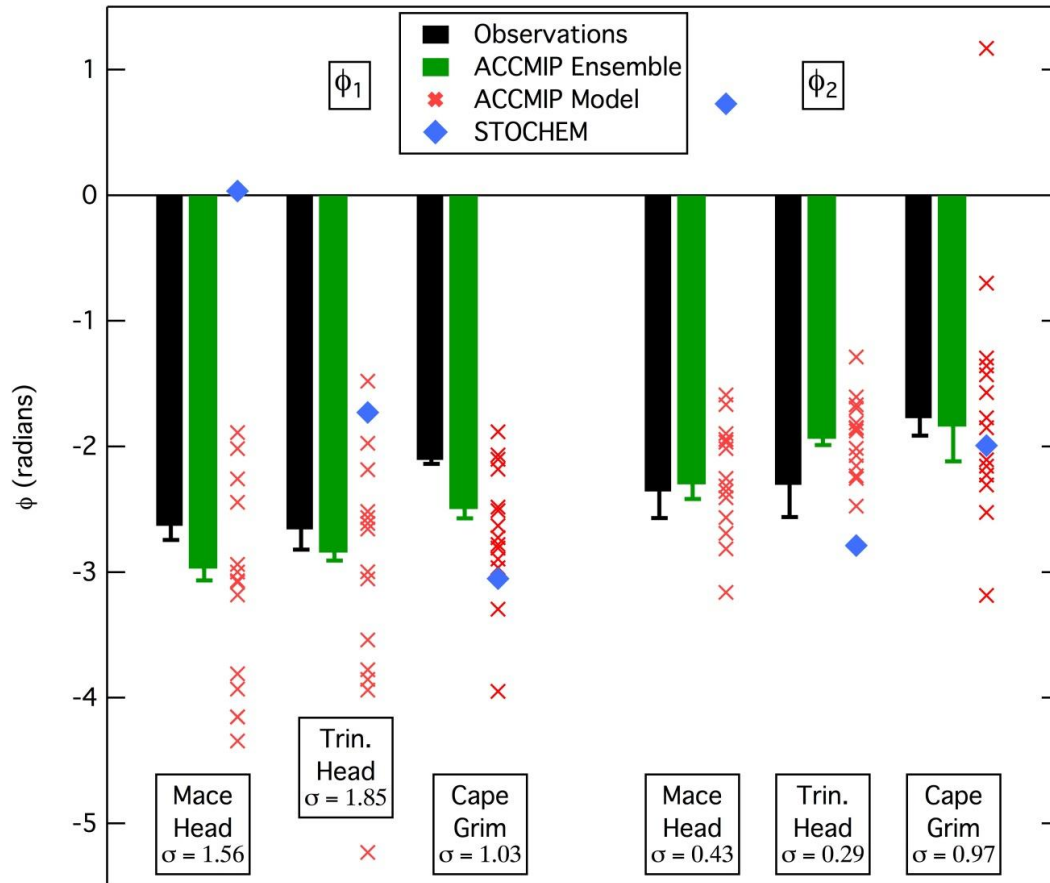 Observations
ACCMIP Ensemble
ACCMIP Model
STOCHEM
ϕ1
ϕ2
1
0
-1
-2
-3
-4
-5
ϕ (radians)
Mace
Head
σ = 1.56
Trin.
Head
σ = 1.85
Cape
Grim
σ = 1.03
Mace
Head
σ = 0.43
Trin.
Head
σ = 0.29
Cape
Grim
σ = 0.97